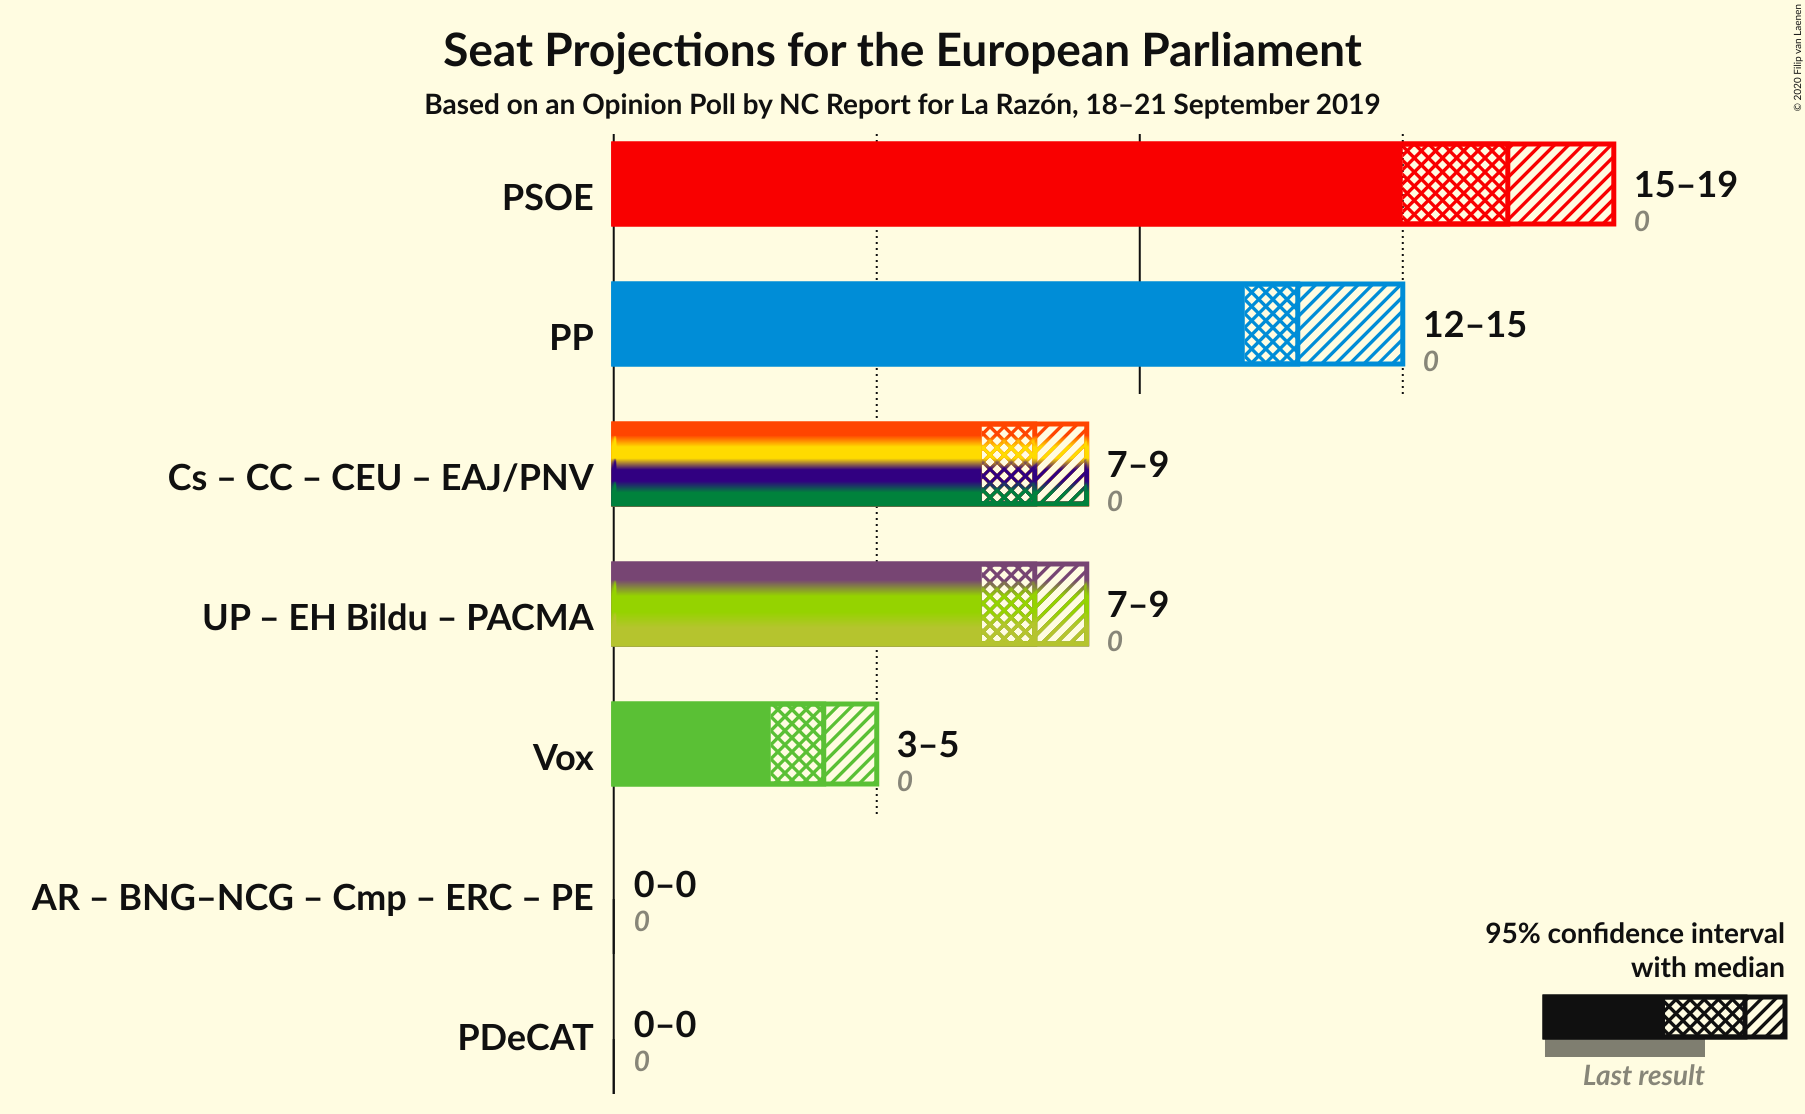 Seat Projections for the European Parliament
Based on an Opinion Poll by NC Report for La Razón, 18–21 September 2019
© 2020 Filip van Laenen
PSOE
15–19
0
PP
12–15
0
Cs – CC – CEU – EAJ/PNV
7–9
0
UP – EH Bildu – PACMA
7–9
0
Vox
3–5
0
AR – BNG–NCG – Cmp – ERC – PE
0–0
0
PDeCAT
0–0
0
95% confidence interval
with median
Last result